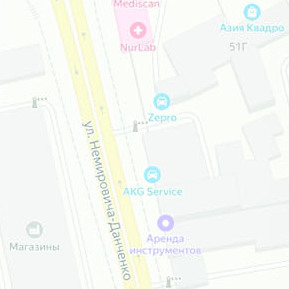 Mediscan
NurLab
Азия Квадро
51Г
Zepro
ул. Немировича-Данченко
AKG Service
Магазины
Аренда
инструментов